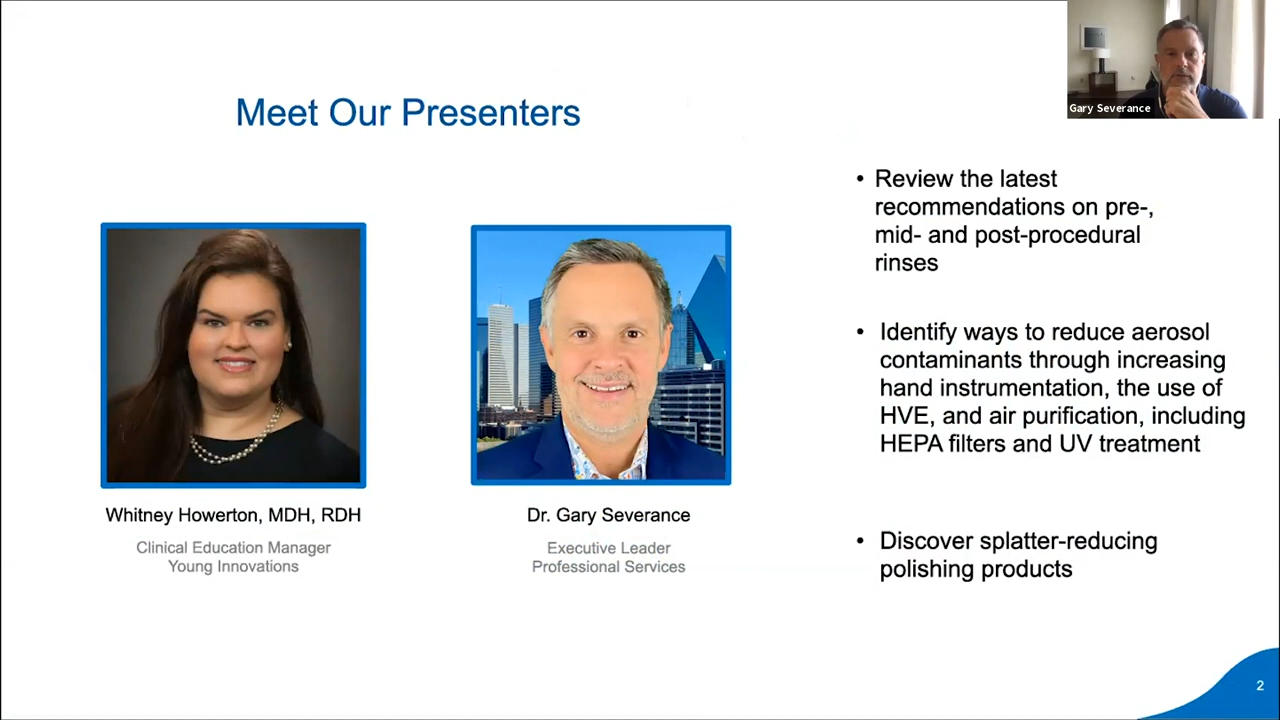 Gary Severance
Meet Our Presenters
Whitney Howerton, MDH, RDH
Clinical Education Manager
Young Innovations
Dr. Gary Severance
Executive Leader
Professional Services
• Review the latest
recommendations on pre-,
mid- and post-procedural
rinses
• Identify ways to reduce aerosol
contaminants through increasing
hand instrumentation, the use of
HVE, and air purification, including
HEPA filters and UV treatment
• Discover splatter-reducing
polishing products
2